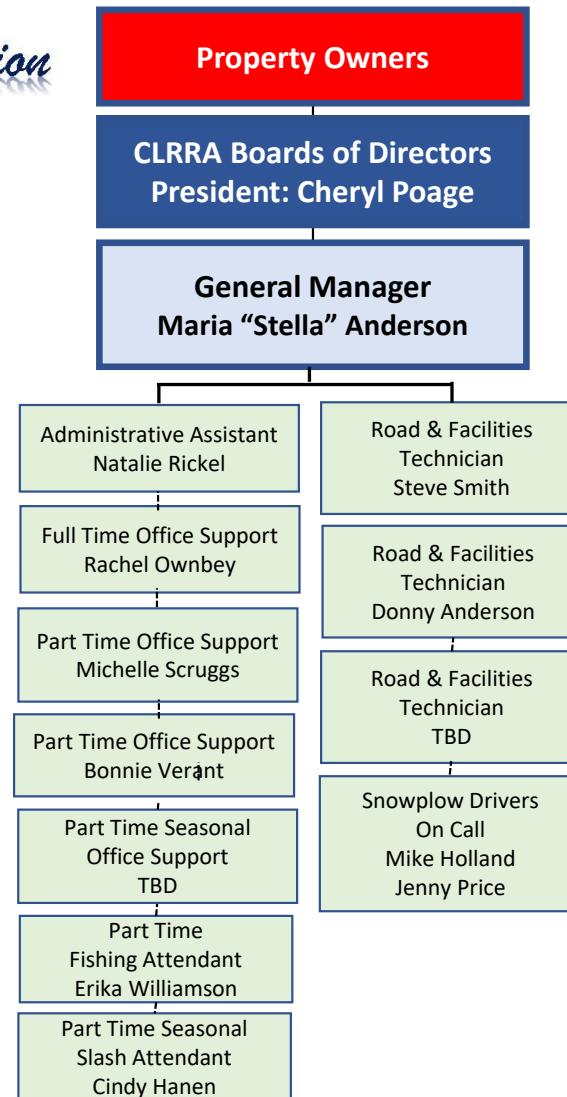 ion
Property Owners
CLRRA Boards of Directors
President: Cheryl Poage
General Manager
Maria “Stella” Anderson
Administrative Assistant
Natalie Rickel
Full Time Office Support
Rachel Ownbey
Part Time Office Support
Michelle Scruggs
Part Time Office Support
Bonnie Verant
Part Time Seasonal
Office Support
TBD
Part Time
Fishing Attendant
Erika Williamson
Part Time Seasonal
Slash Attendant
Cindy Hanen
Road & Facilities
Technician
Steve Smith
Road & Facilities
Technician
Donny Anderson
Road & Facilities
Technician
TBD
Snowplow Drivers
On Call
Mike Holland
Jenny Price